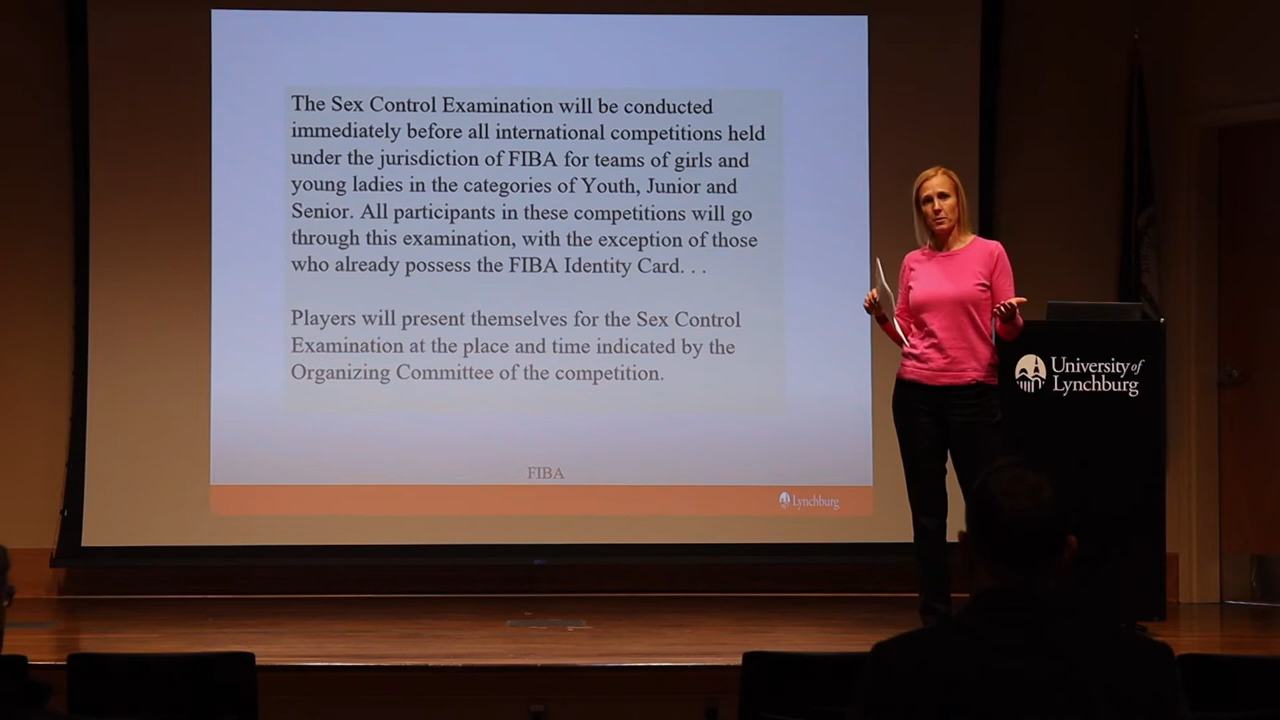 The Sex Control Examination will be conducted
immediately before all international competitions held
under the jurisdiction of FIBA for teams of girls and
young ladies in the categories of Youth, Junior and
Senior. All participants in these competitions will go
through this examination, with the exception of those
who already possess the FIBA Identity Card. . .
Players will present themselves for the Sex Control
Examination at the place and time indicated by the
Organizing Committee of the competition.
FIBA
Lynchburg
University of
Lynchburg